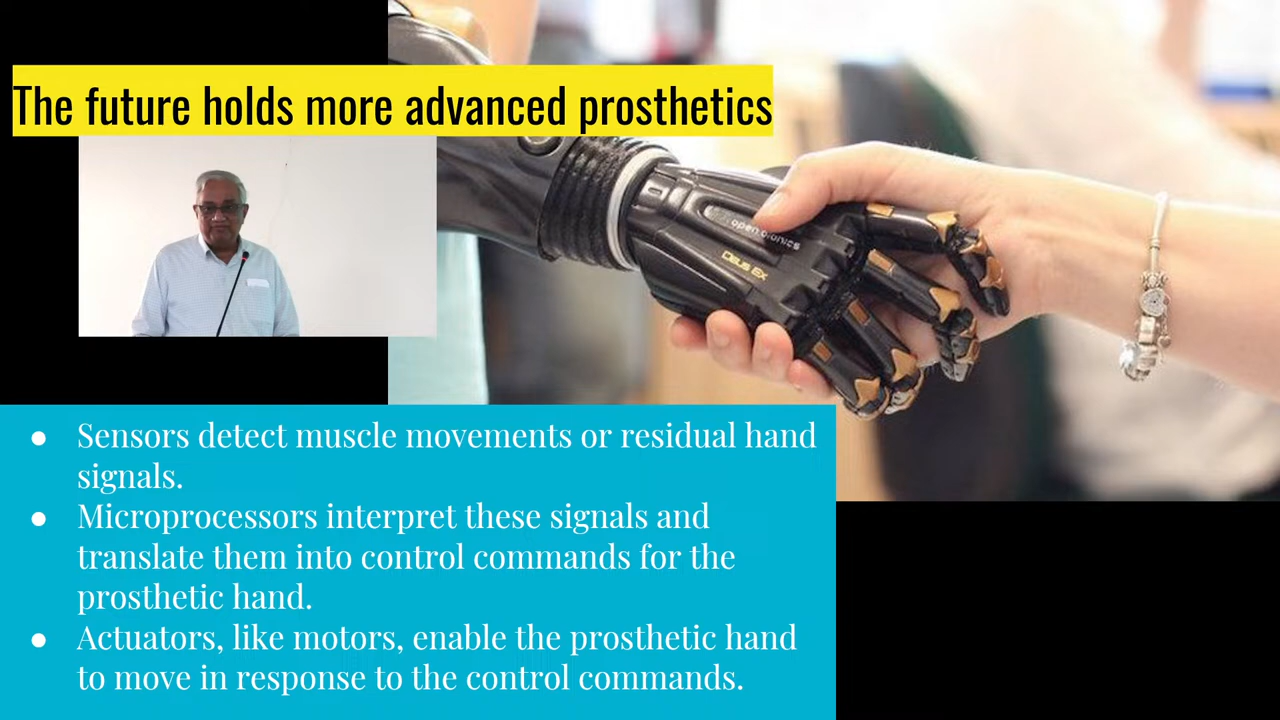 The future holds more advanced prosthetics
open bionics
DEUS EX
● Sensors detect muscle movements or residual hand
signals.
● Microprocessors interpret these signals and
translate them into control commands for the
prosthetic hand.
● Actuators, like motors, enable the prosthetic hand
to move in response to the control commands.